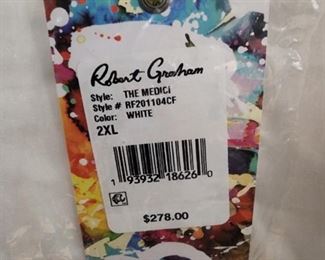 Robert Graham
Style: THE MEDICI
Style # RF201104CF
Color: WHITE
2XL
1 93932 18626 0
$278.00